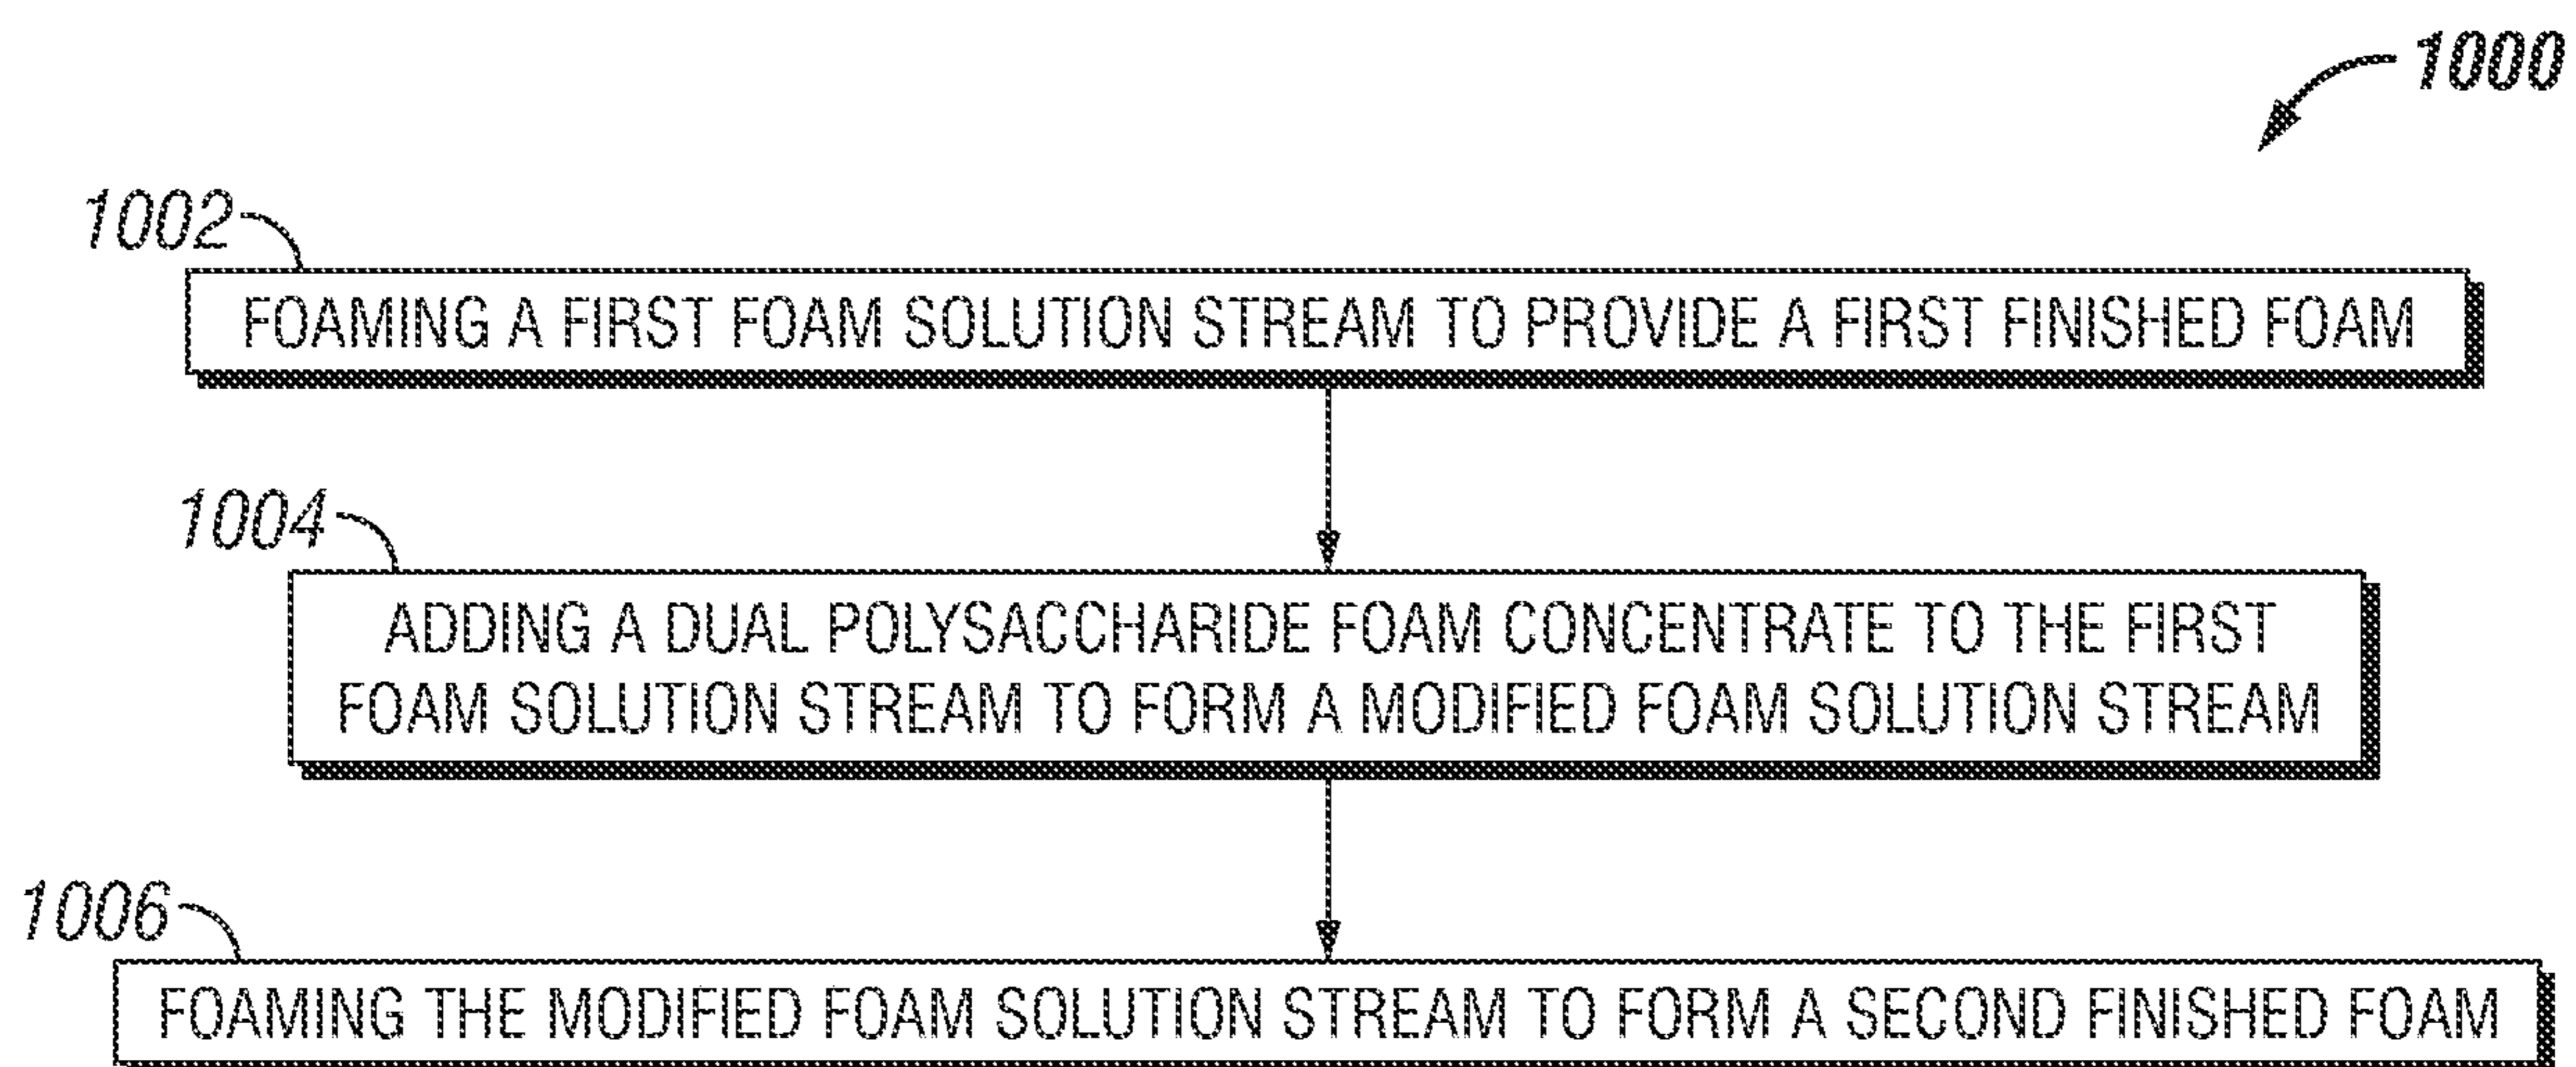 1000
1002
FOAMING A FIRST FOAM SOLUTION STREAM TO PROVIDE A FIRST FINISHED FOAM
1004
ADDING A DUAL POLYSACCHARIDE FOAM CONCENTRATE TO THE FIRST
FOAM SOLUTION STREAM TO FORM A MODIFIED FOAM SOLUTION STREAM
1006
FOAMING THE MODIFIED FOAM SOLUTION STREAM TO FORM A SECOND FINISHED FOAM